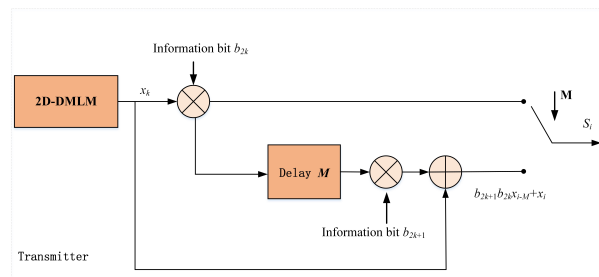 Information bit b2k
2D-DMLM
xk
M
Si
Delay M
b2k+1b2kxi-M+xi
Information bit b2k+1
Transmitter